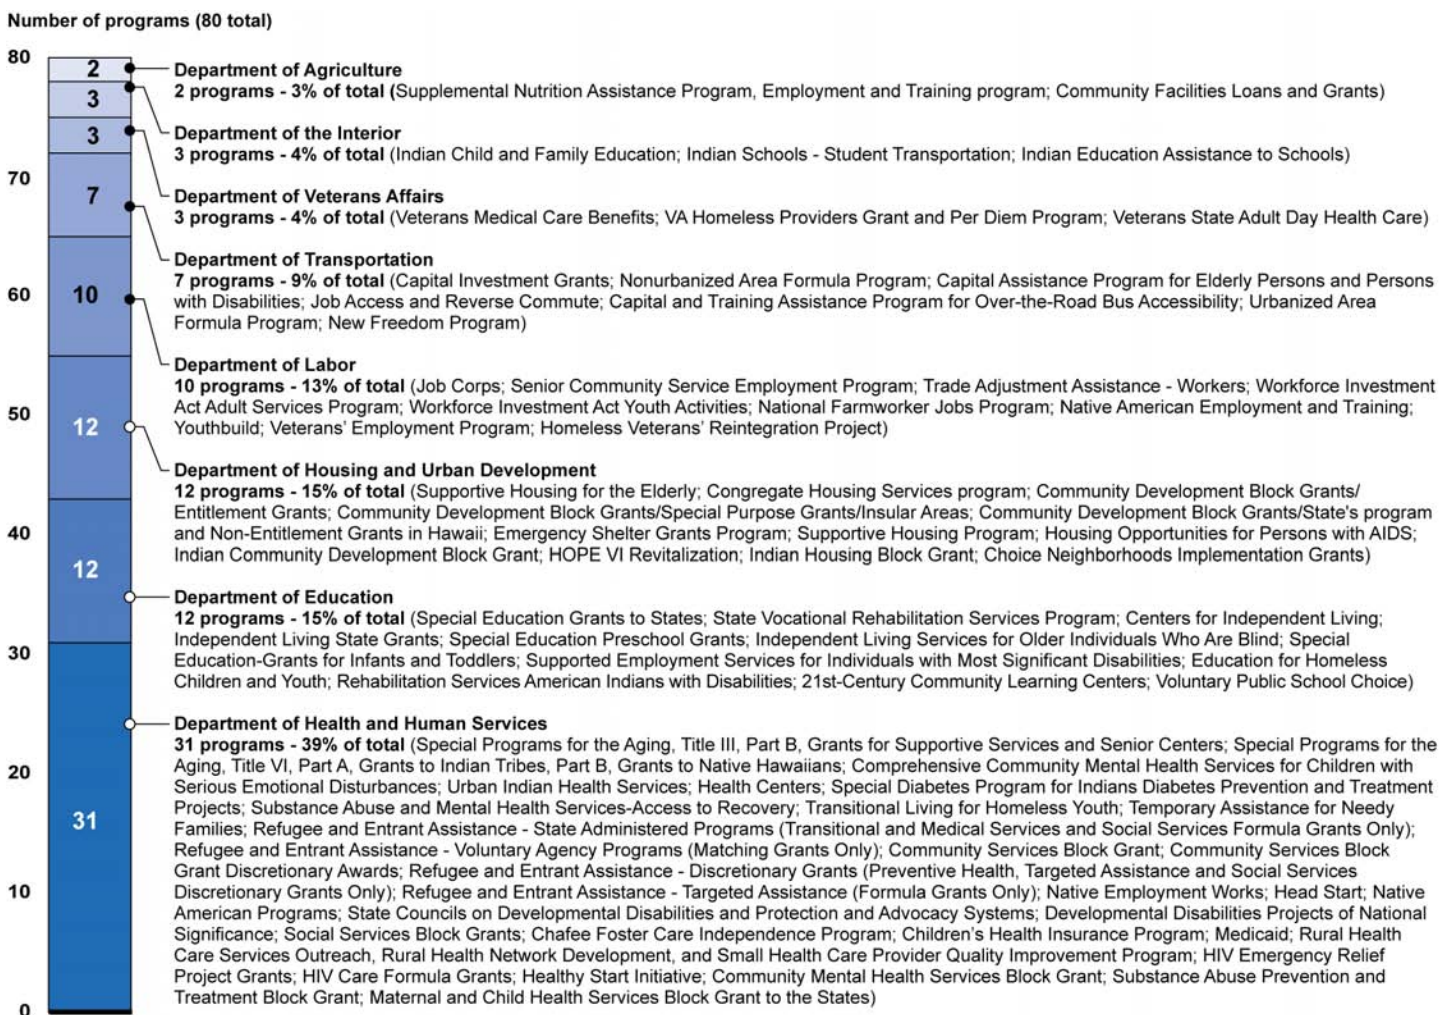 Number of programs (80 total)
80
2
3
3
70
7
60
10
50
12
40
12
30
20
31
10
0
Department of Agriculture
2 programs - 3% of total (Supplemental Nutrition Assistance Program, Employment and Training program; Community Facilities Loans and Grants)
Department of the Interior
3 programs - 4% of total (Indian Child and Family Education; Indian Schools - Student Transportation; Indian Education Assistance to Schools)
Department of Veterans Affairs
3 programs - 4% of total (Veterans Medical Care Benefits; VA Homeless Providers Grant and Per Diem Program; Veterans State Adult Day Health Care)
Department of Transportation
7 programs - 9% of total (Capital Investment Grants; Nonurbanized Area Formula Program; Capital Assistance Program for Elderly Persons and Persons
with Disabilities; Job Access and Reverse Commute; Capital and Training Assistance Program for Over-the-Road Bus Accessibility; Urbanized Area
Formula Program; New Freedom Program)
Department of Labor
10 programs - 13% of total (Job Corps; Senior Community Service Employment Program; Trade Adjustment Assistance - Workers; Workforce Investment
Act Adult Services Program; Workforce Investment Act Youth Activities; National Farmworker Jobs Program; Native American Employment and Training;
Youthbuild; Veterans' Employment Program; Homeless Veterans' Reintegration Project)
Department of Housing and Urban Development
12 programs - 15% of total (Supportive Housing for the Elderly; Congregate Housing Services program; Community Development Block Grants/
Entitlement Grants; Community Development Block Grants/Special Purpose Grants/Insular Areas; Community Development Block Grants/State's program
and Non-Entitlement Grants in Hawaii; Emergency Shelter Grants Program; Supportive Housing Program; Housing Opportunities for Persons with AIDS;
Indian Community Development Block Grant; HOPE VI Revitalization; Indian Housing Block Grant; Choice Neighborhoods Implementation Grants)
Department of Education
12 programs - 15% of total (Special Education Grants to States; State Vocational Rehabilitation Services Program; Centers for Independent Living;
Independent Living State Grants; Special Education Preschool Grants; Independent Living Services for Older Individuals Who Are Blind; Special
Education-Grants for Infants and Toddlers; Supported Employment Services for Individuals with Most Significant Disabilities; Education for Homeless
Children and Youth; Rehabilitation Services American Indians with Disabilities; 21st-Century Community Learning Centers; Voluntary Public School Choice)
Department of Health and Human Services
31 programs - 39% of total (Special Programs for the Aging, Title III, Part B, Grants for Supportive Services and Senior Centers; Special Programs for the
Aging, Title VI, Part A, Grants to Indian Tribes, Part B, Grants to Native Hawaiians; Comprehensive Community Mental Health Services for Children with
Serious Emotional Disturbances; Urban Indian Health Services; Health Centers; Special Diabetes Program for Indians Diabetes Prevention and Treatment
Projects; Substance Abuse and Mental Health Services-Access to Recovery; Transitional Living for Homeless Youth; Temporary Assistance for Needy
Families; Refugee and Entrant Assistance - State Administered Programs (Transitional and Medical Services and Social Services Formula Grants Only);
Refugee and Entrant Assistance - Voluntary Agency Programs (Matching Grants Only); Community Services Block Grant; Community Services Block
Grant Discretionary Awards; Refugee and Entrant Assistance - Discretionary Grants (Preventive Health, Targeted Assistance and Social Services
Discretionary Grants Only); Refugee and Entrant Assistance - Targeted Assistance (Formula Grants Only); Native Employment Works; Head Start; Native
American Programs; State Councils on Developmental Disabilities and Protection and Advocacy Systems; Developmental Disabilities Projects of National
Significance; Social Services Block Grants; Chafee Foster Care Independence Program; Children's Health Insurance Program; Medicaid; Rural Health
Care Services Outreach, Rural Health Network Development, and Small Health Care Provider Quality Improvement Program; HIV Emergency Relief
Project Grants; HIV Care Formula Grants; Healthy Start Initiative; Community Mental Health Services Block Grant; Substance Abuse Prevention and
Treatment Block Grant; Maternal and Child Health Services Block Grant to the States)